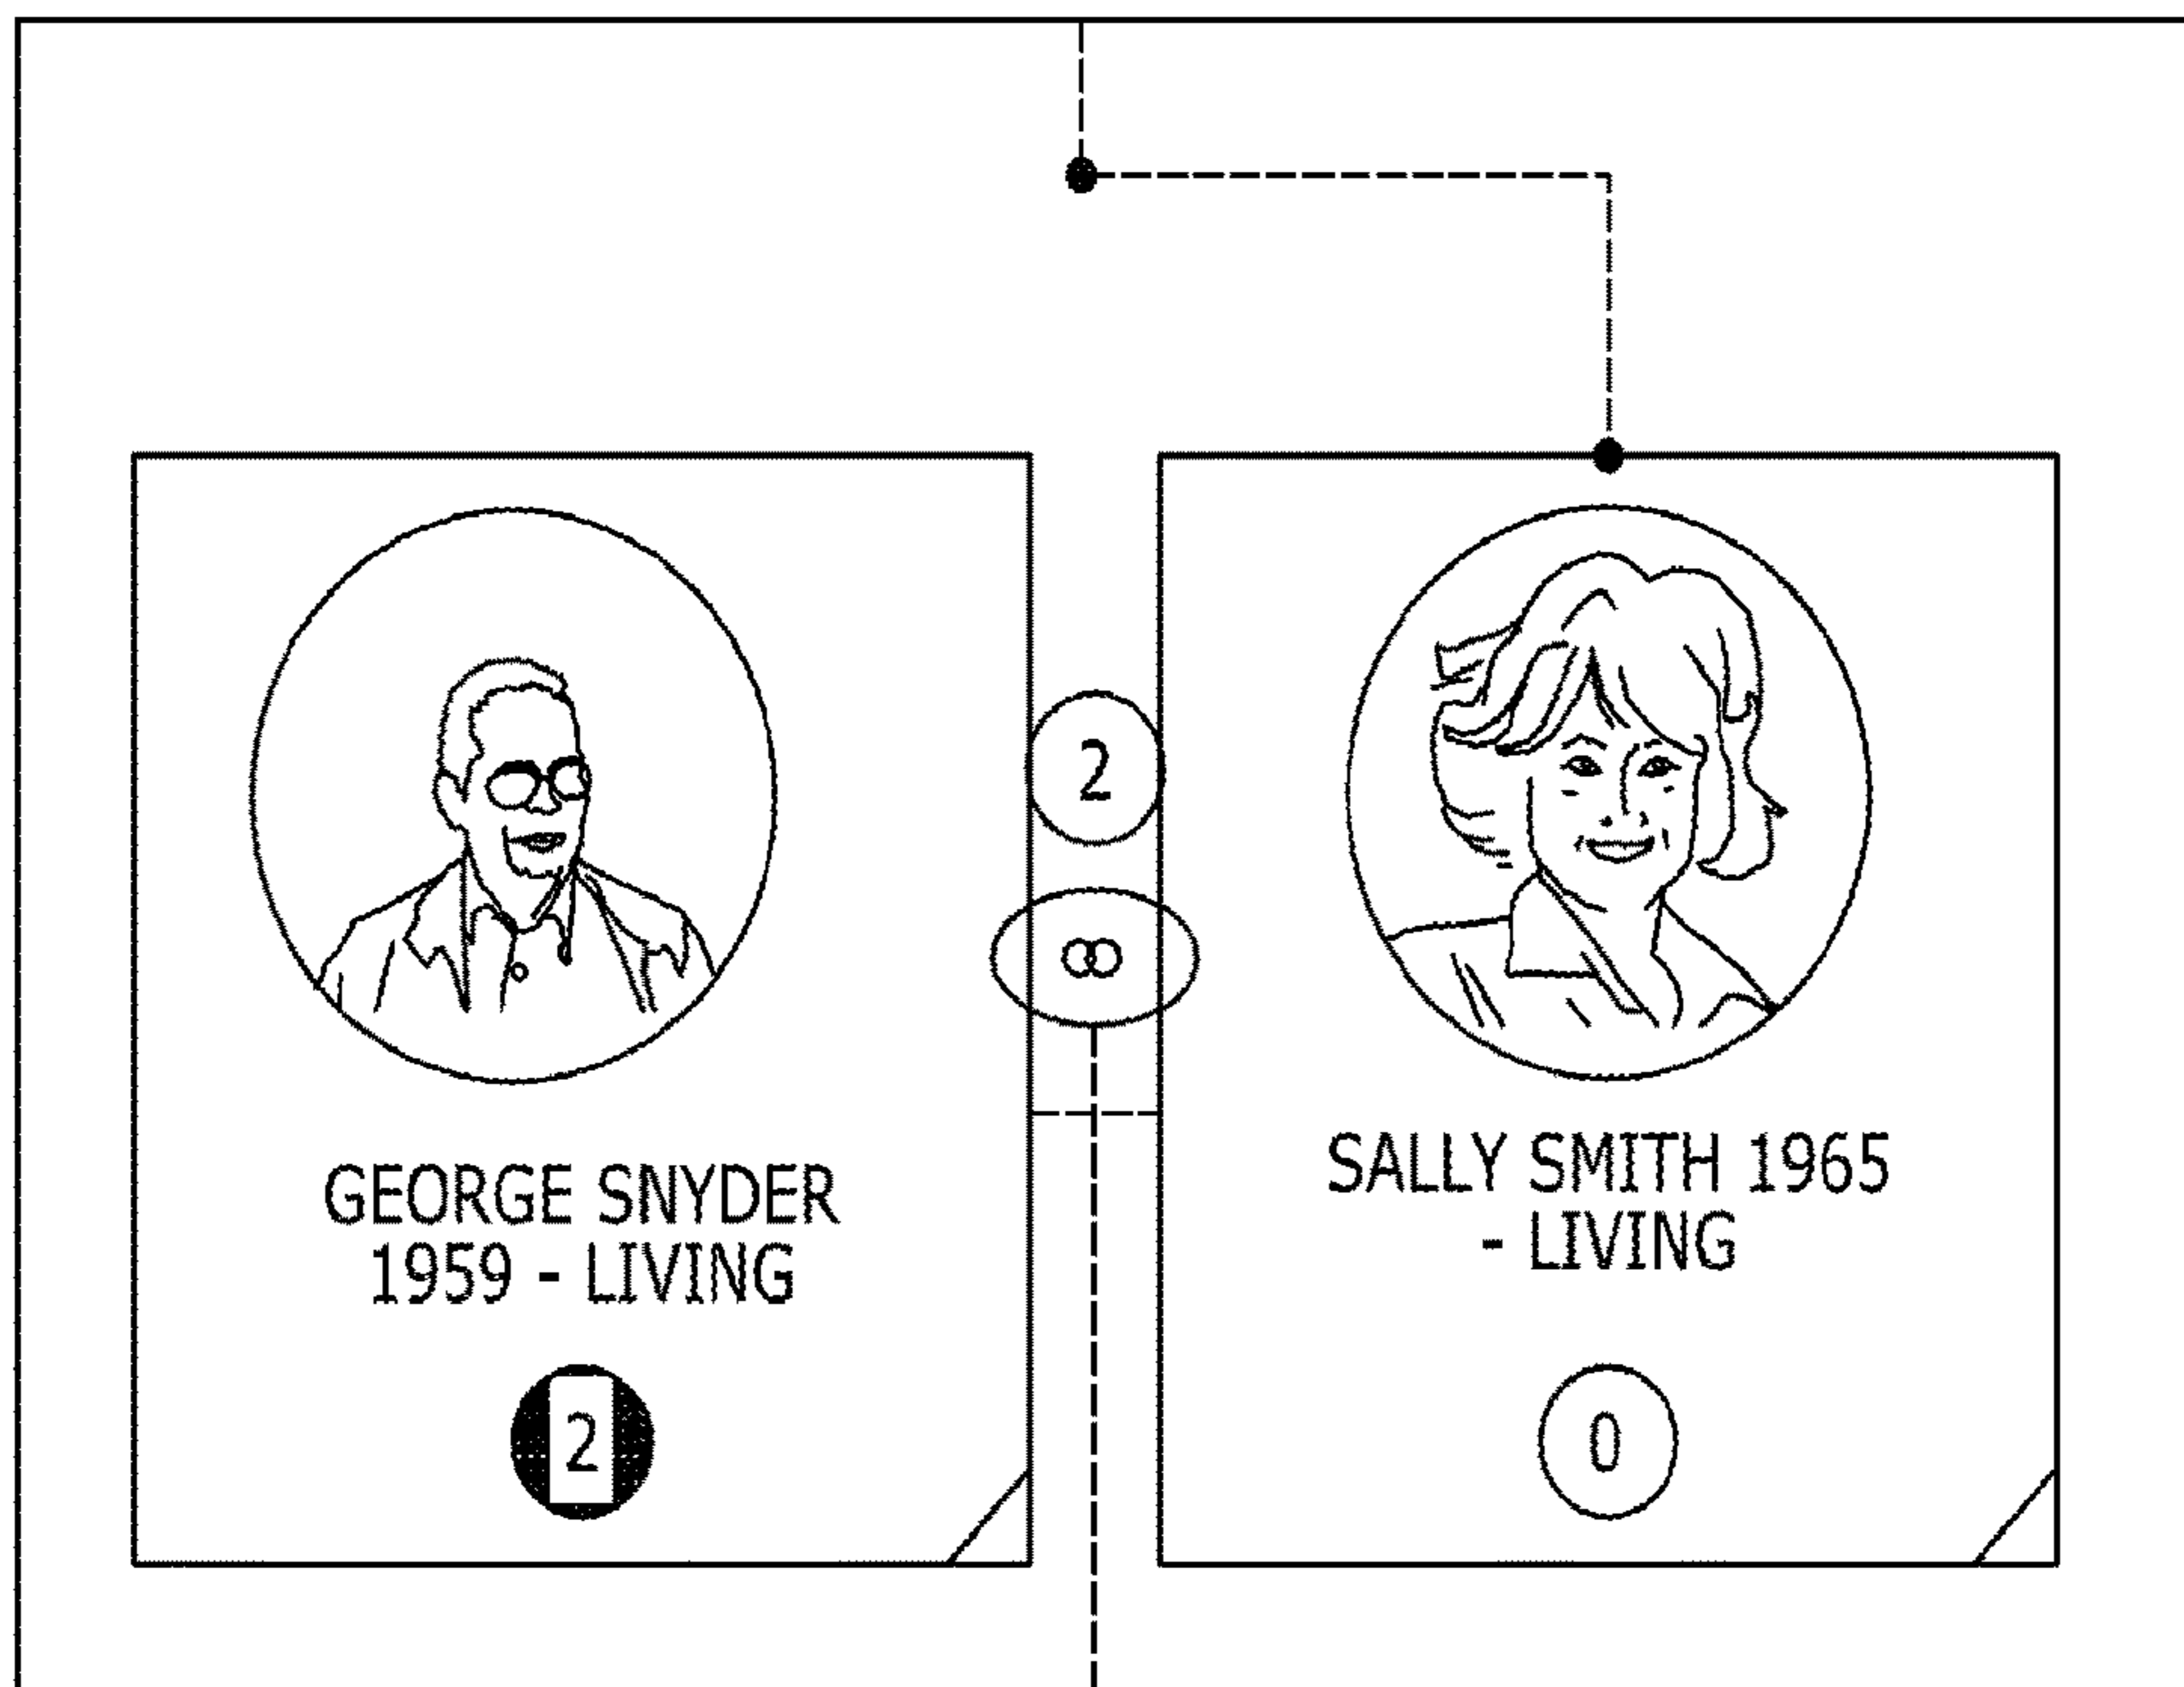 2
GEORGE SNYDER
1959 - LIVING
2
SALLY SMITH 1965
- LIVING
0